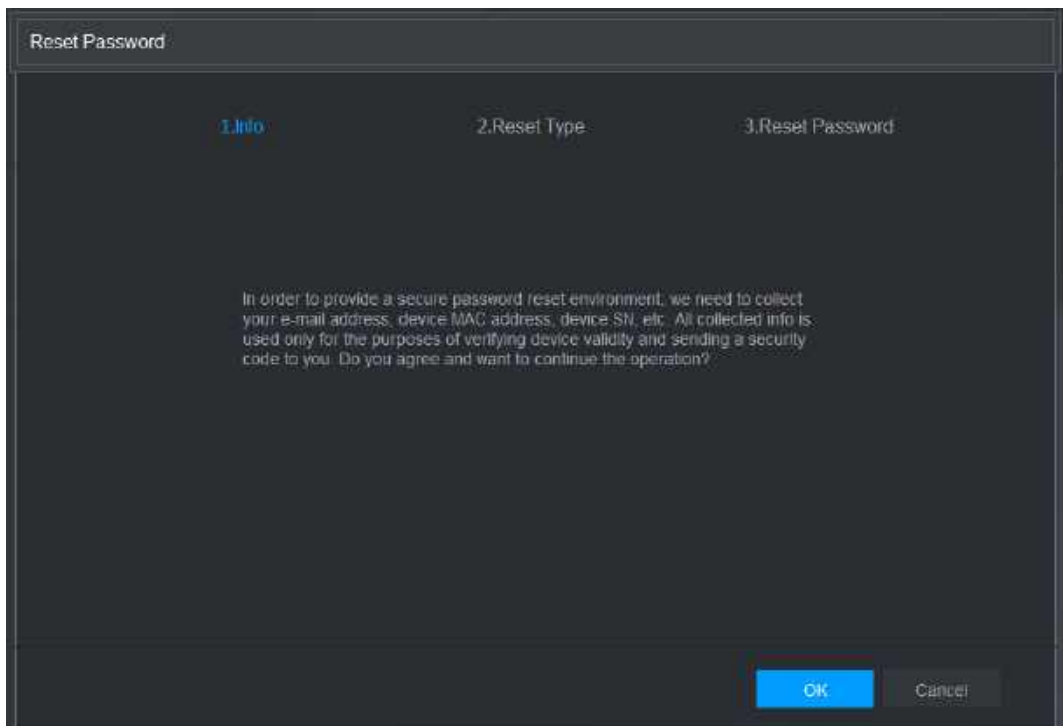 Reset Password
1.Info
2.Reset Type
3.Reset Password
In order to provide a secure password reset environment, we need to collect
your e-mail address, device MAC address, device SN, etc. All collected info is
used only for the purposes of verifying device validity and sending a security
code to you. Do you agree and want to continue the operation?
OK
Cancel